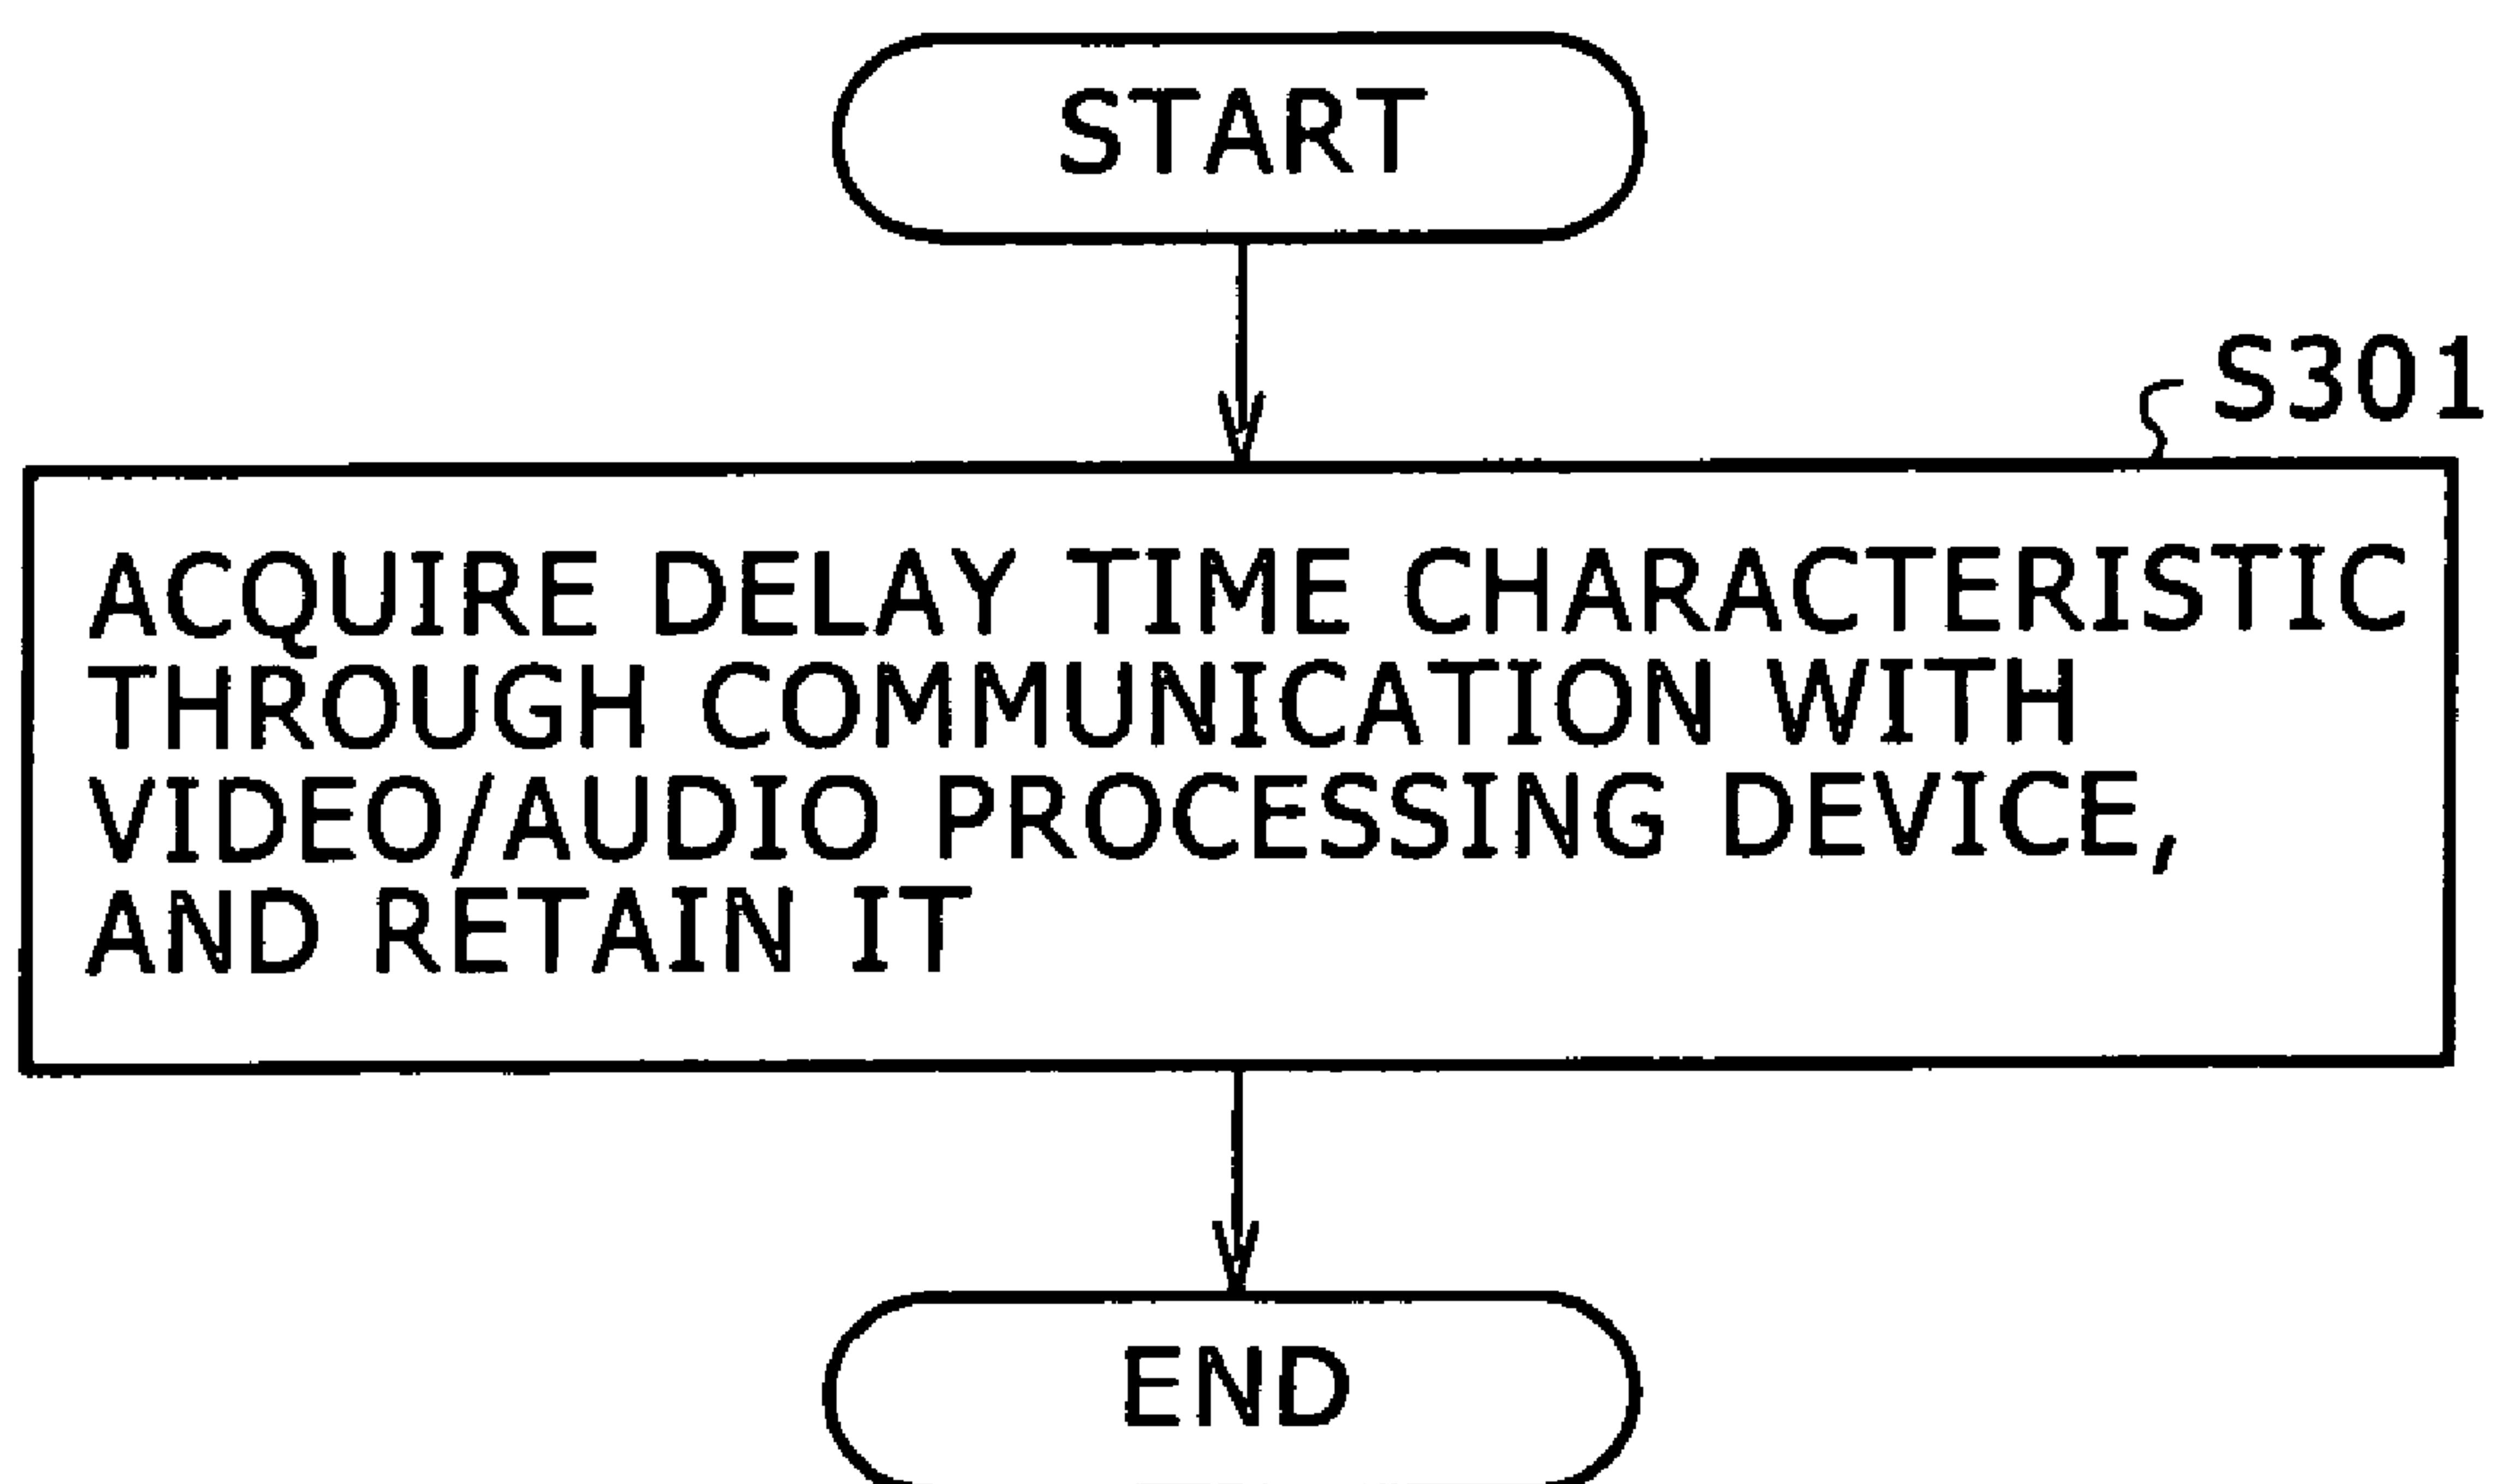 START
S301
ACQUIRE DELAY TIME CHARACTERISTIC
THROUGH COMMUNICATION WITH
VIDEO/AUDIO PROCESSING DEVICE,
AND RETAIN IT
END